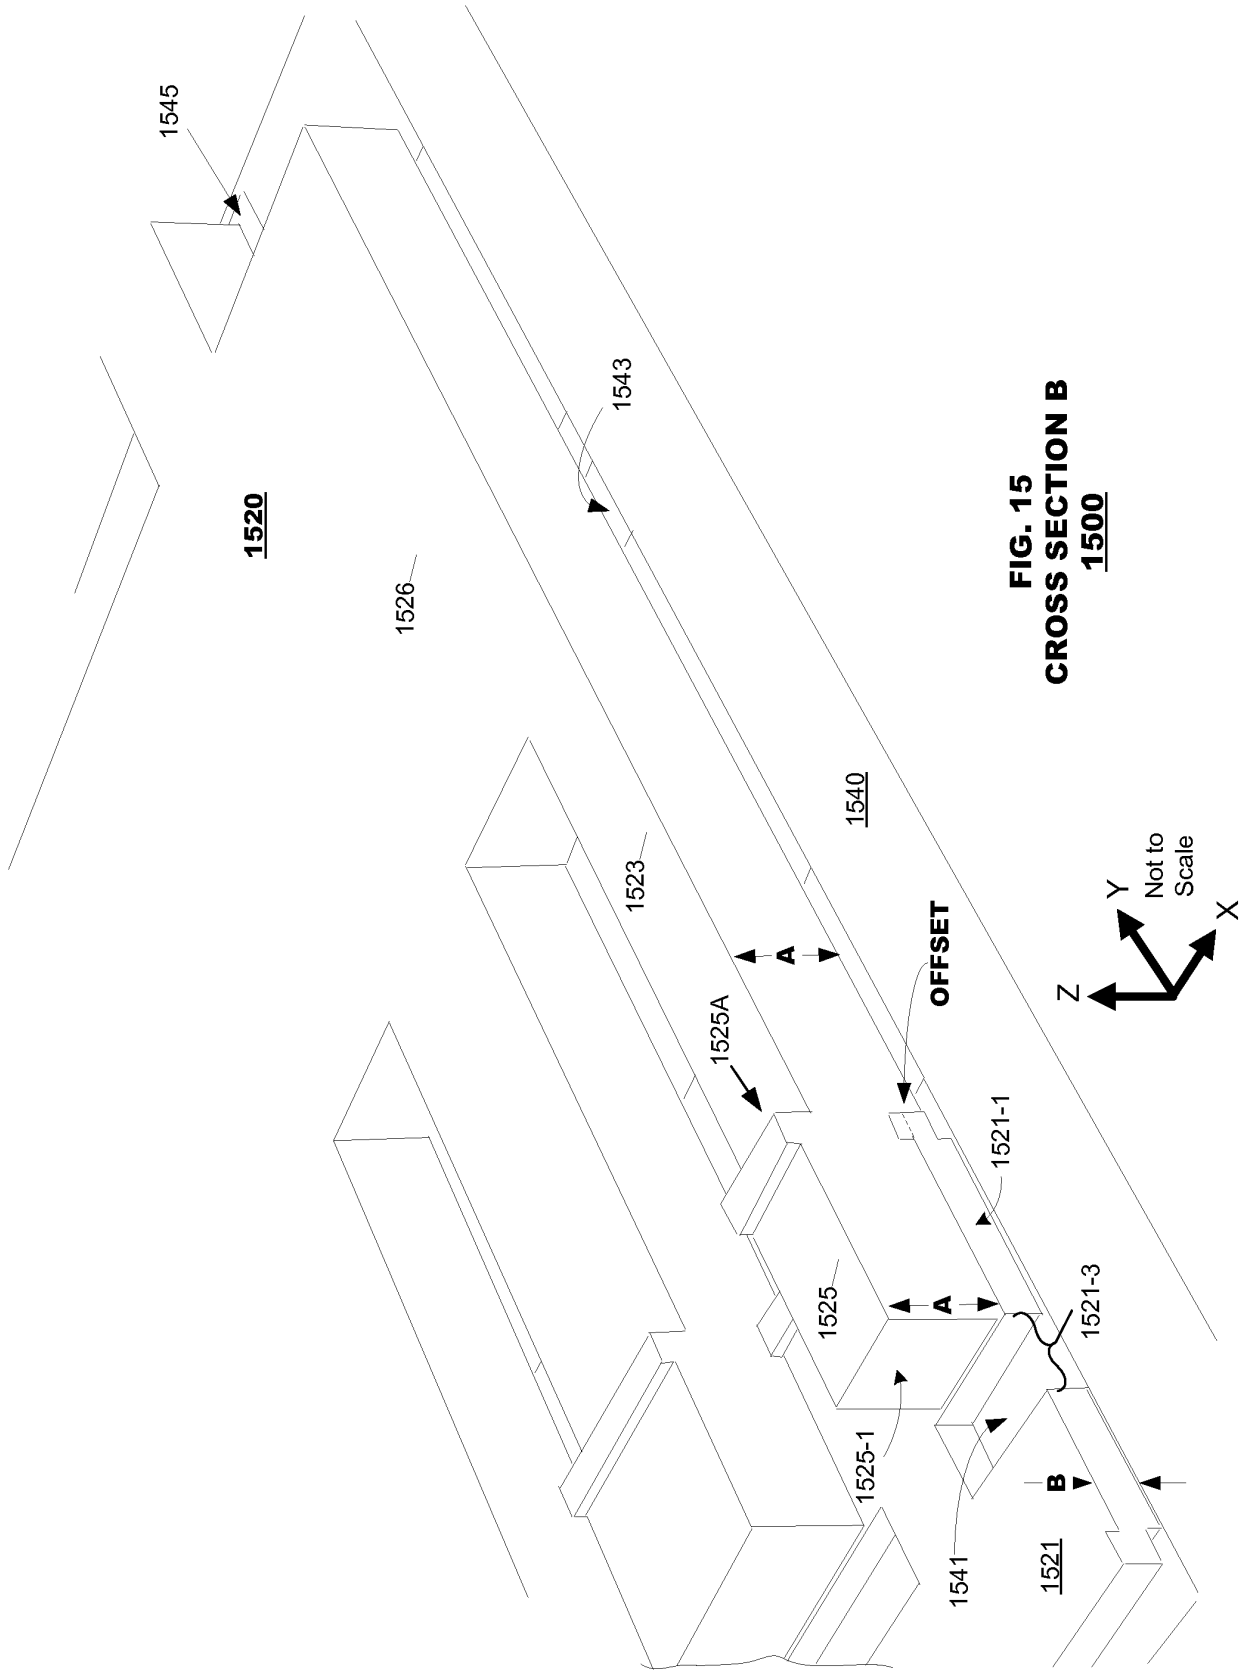 1545
1543
1520
1526
FIG. 15
CROSS SECTION B
1500
1523
1540
A
OFFSET
1525A
Z
Y
X
Not to
Scale
1521-1
1525
A
1521-3
1525-1
B
1541
1521